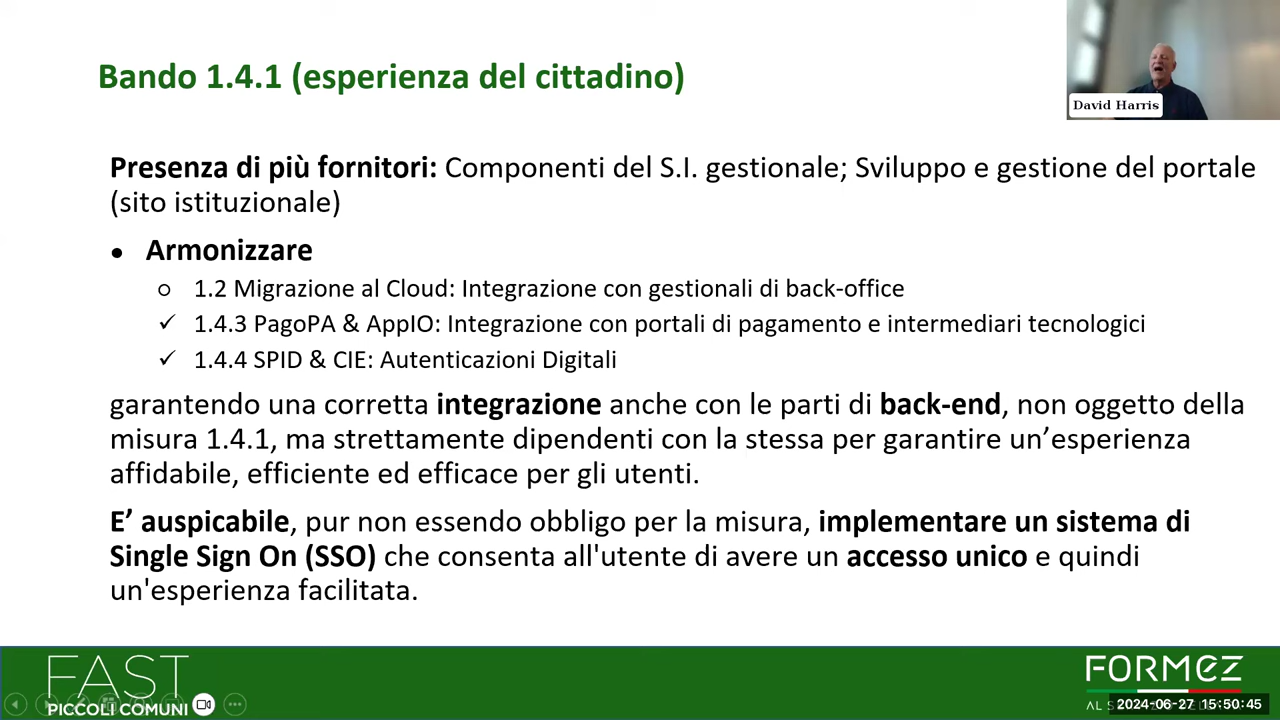 Bando 1.4.1 (esperienza del cittadino)
David Harris
Presenza di più fornitori: Componenti del S.I. gestionale; Sviluppo e gestione del portale
(sito istituzionale)
• Armonizzare
○ 1.2 Migrazione al Cloud: Integrazione con gestionali di back-office
✓ 1.4.3 PagoPA & AppIO: Integrazione con portali di pagamento e intermediari tecnologici
✓ 1.4.4 SPID & CIE: Autenticazioni Digitali
garantendo una corretta integrazione anche con le parti di back-end, non oggetto della
misura 1.4.1, ma strettamente dipendenti con la stessa per garantire un’esperienza
affidabile, efficiente ed efficace per gli utenti.
E’ auspicabile, pur non essendo obbligo per la misura, implementare un sistema di
Single Sign On (SSO) che consenta all'utente di avere un accesso unico e quindi
un'esperienza facilitata.
FAST
PICCOLI COMUNI
FORMEZ
2024-06-27 15:50:45